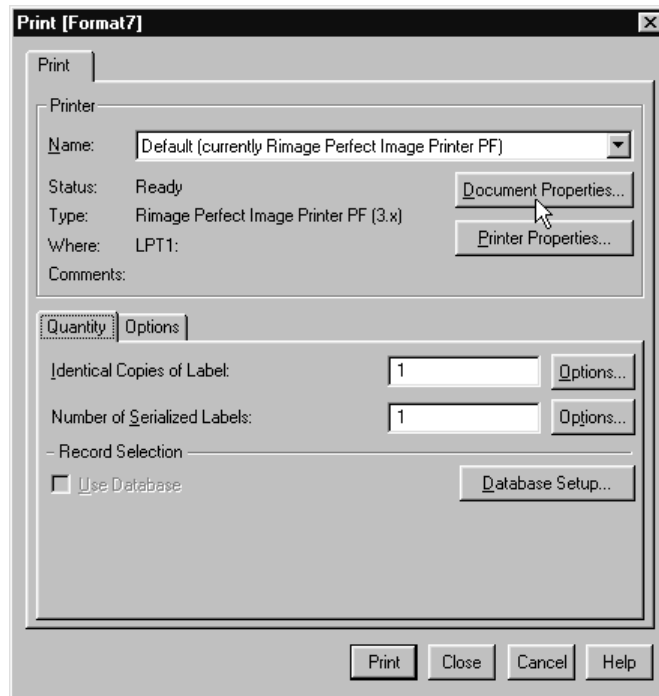 Print [Format7]
Print
Printer
Name: Default (currently Rimage Perfect Image Printer PF)
Status: Ready
Document Properties...
Type: Rimage Perfect Image Printer PF (3.x)
Where: LPT1:
Printer Properties...
Comments:
Quantity Options
Identical Copies of Label: 1 Options...
Number of Serialized Labels: 1 Options...
Record Selection
Use Database
Database Setup...
Print Close Cancel Help